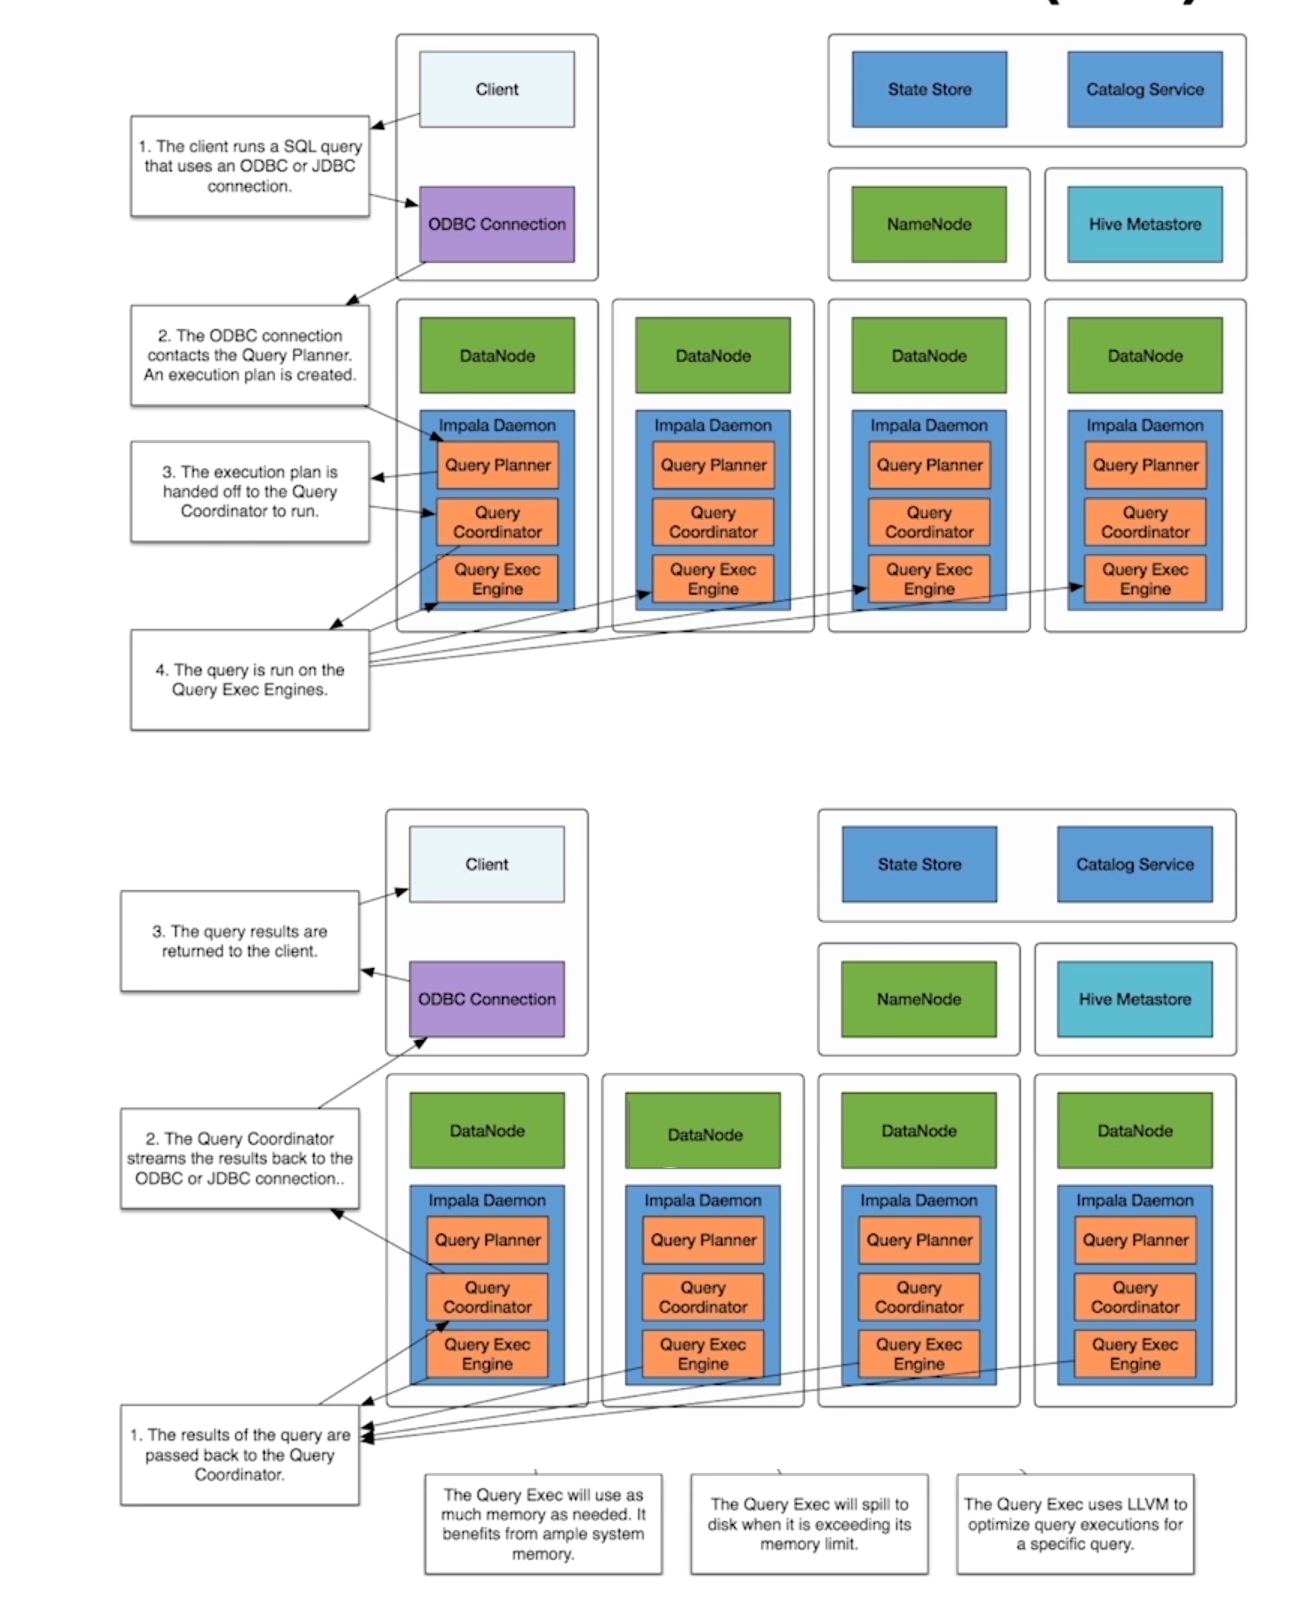 Client
State Store
Catalog Service
1. The client runs a SQL query
that uses an ODBC or JDBC
connection.
ODBC Connection
NameNode
Hive Metastore
2. The ODBC connection
contacts the Query Planner.
An execution plan is created.
DataNode
DataNode
DataNode
DataNode
Impala Daemon
Impala Daemon
Impala Daemon
Impala Daemon
Query Planner
Query Planner
Query Planner
Query Planner
3. The execution plan is
handed off to the Query
Coordinator to run.
Query
Coordinator
Query
Coordinator
Query
Coordinator
Query
Coordinator
Query Exec
Engine
Query Exec
Engine
Query Exec
Engine
Query Exec
Engine
4. The query is run on the
Query Exec Engines.
Client
State Store
Catalog Service
3. The query results are
returned to the client.
ODBC Connection
NameNode
Hive Metastore
2. The Query Coordinator
streams the results back to the
ODBC or JDBC connection..
DataNode
DataNode
DataNode
DataNode
Impala Daemon
Impala Daemon
Impala Daemon
Impala Daemon
Query Planner
Query Planner
Query Planner
Query Planner
Query
Coordinator
Query
Coordinator
Query
Coordinator
Query
Coordinator
Query Exec
Engine
Query Exec
Engine
Query Exec
Engine
Query Exec
Engine
1. The results of the query are
passed back to the Query
Coordinator.
The Query Exec will use as
much memory as needed. It
benefits from ample system
memory.
The Query Exec will spill to
disk when it is exceeding its
memory limit.
The Query Exec uses LLVM to
optimize query executions for
a specific query.